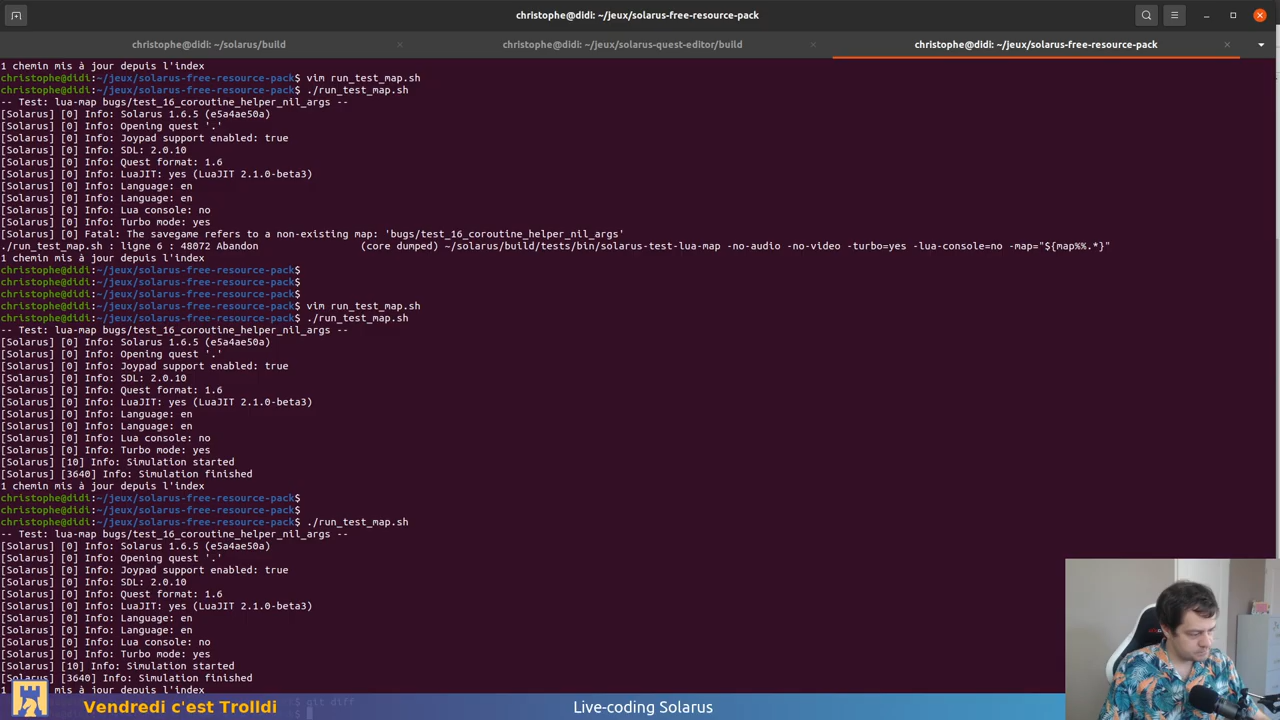 christophe@didi: ~/jeux/solarus-free-resource-pack
christophe@didi: ~/solarus/build
christophe@didi: ~/jeux/solarus-quest-editor/build
christophe@didi: ~/jeux/solarus-free-resource-pack
1 chemin mis à jour depuis l'index
christophe@didi:~/jeux/solarus-free-resource-pack$ vim run_test_map.sh
christophe@didi:~/jeux/solarus-free-resource-pack$ ./run_test_map.sh
-- Test: lua-map bugs/test_16_coroutine_helper_nil_args --
[Solarus] [0] Info: Solarus 1.6.5 (e5a4ae50a)
[Solarus] [0] Info: Opening quest '.'
[Solarus] [0] Info: Joypad support enabled: true
[Solarus] [0] Info: SDL: 2.0.10
[Solarus] [0] Info: Quest format: 1.6
[Solarus] [0] Info: LuaJIT: yes (LuaJIT 2.1.0-beta3)
[Solarus] [0] Info: Language: en
[Solarus] [0] Info: Language: en
[Solarus] [0] Info: Lua console: no
[Solarus] [0] Info: Turbo mode: yes
[Solarus] [0] Fatal: The savegame refers to a non-existing map: 'bugs/test_16_coroutine_helper_nil_args'
./run_test_map.sh : ligne 6 : 48072 Abandon (core dumped) ~/solarus/build/tests/bin/solarus-test-lua-map -no-audio -no-video -turbo=yes -lua-console=no -map="${map%%.*}"
1 chemin mis à jour depuis l'index
christophe@didi:~/jeux/solarus-free-resource-pack$
christophe@didi:~/jeux/solarus-free-resource-pack$
christophe@didi:~/jeux/solarus-free-resource-pack$
christophe@didi:~/jeux/solarus-free-resource-pack$ vim run_test_map.sh
christophe@didi:~/jeux/solarus-free-resource-pack$ ./run_test_map.sh
-- Test: lua-map bugs/test_16_coroutine_helper_nil_args --
[Solarus] [0] Info: Solarus 1.6.5 (e5a4ae50a)
[Solarus] [0] Info: Opening quest '.'
[Solarus] [0] Info: Joypad support enabled: true
[Solarus] [0] Info: SDL: 2.0.10
[Solarus] [0] Info: Quest format: 1.6
[Solarus] [0] Info: LuaJIT: yes (LuaJIT 2.1.0-beta3)
[Solarus] [0] Info: Language: en
[Solarus] [0] Info: Language: en
[Solarus] [0] Info: Lua console: no
[Solarus] [0] Info: Turbo mode: yes
[Solarus] [10] Info: Simulation started
[Solarus] [3640] Info: Simulation finished
1 chemin mis à jour depuis l'index
christophe@didi:~/jeux/solarus-free-resource-pack$
christophe@didi:~/jeux/solarus-free-resource-pack$
christophe@didi:~/jeux/solarus-free-resource-pack$ ./run_test_map.sh
-- Test: lua-map bugs/test_16_coroutine_helper_nil_args --
[Solarus] [0] Info: Solarus 1.6.5 (e5a4ae50a)
[Solarus] [0] Info: Opening quest '.'
[Solarus] [0] Info: Joypad support enabled: true
[Solarus] [0] Info: SDL: 2.0.10
[Solarus] [0] Info: Quest format: 1.6
[Solarus] [0] Info: LuaJIT: yes (LuaJIT 2.1.0-beta3)
[Solarus] [0] Info: Language: en
[Solarus] [0] Info: Language: en
[Solarus] [0] Info: Lua console: no
[Solarus] [0] Info: Turbo mode: yes
[Solarus] [10] Info: Simulation started
[Solarus] [3640] Info: Simulation finished
mis à jour depuis l'index
git diff
Vendredi c'est Trolldi
Live-coding Solarus